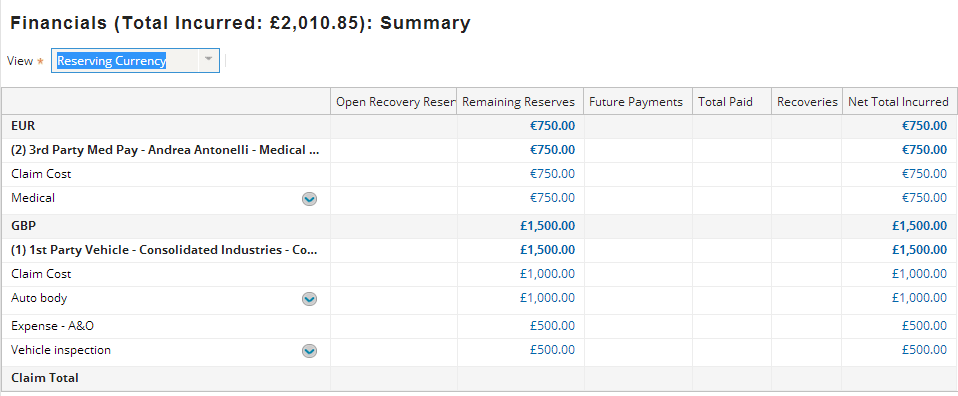 Financials (Total Incurred: £2,010.85): Summary
View * Reserving Currency
Open Recovery Reser Remaining Reserves Future Payments Total Paid Recoveries Net Total Incurred
EUR €750.00 €750.00
(2) 3rd Party Med Pay - Andrea Antonelli - Medical ... €750.00 €750.00
Claim Cost €750.00 €750.00
Medical €750.00 €750.00
GBP £1,500.00 £1,500.00
(1) 1st Party Vehicle - Consolidated Industries - Co... £1,500.00 £1,500.00
Claim Cost £1,000.00 £1,000.00
Auto body £1,000.00 £1,000.00
Expense - A&O £500.00 £500.00
Vehicle inspection £500.00 £500.00
Claim Total